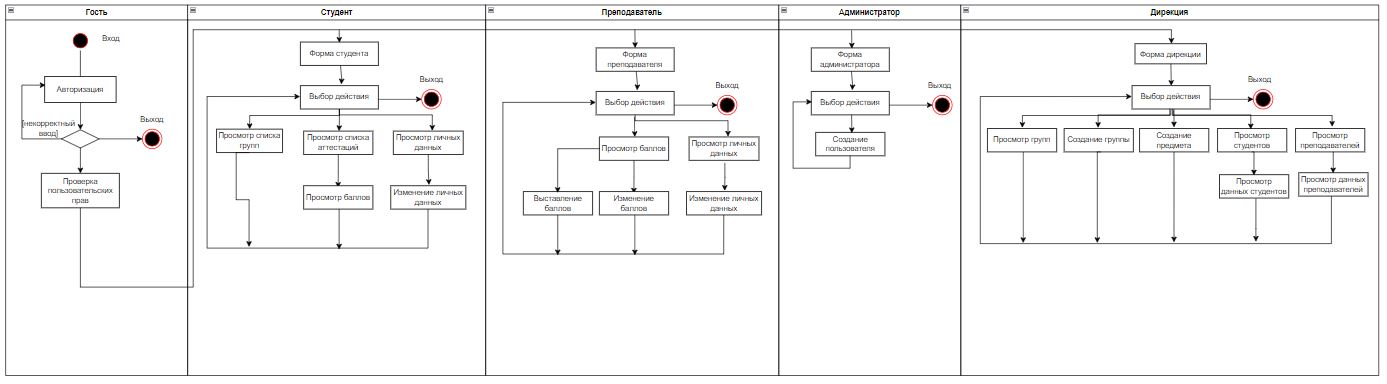 Гость
Студент
Преподаватель
Администратор
Дирекция
Вход
Авторизация
[некорректный
ввод]
Выход
Проверка
пользовательских
прав
Форма студента
Выбор действия
Выход
Просмотр списка
групп
Просмотр списка
аттестаций
Просмотр личных
данных
Просмотр баллов
Изменение личных
данных
Форма
преподавателя
Выбор действия
Выход
Просмотр баллов
Просмотр личных
данных
Выставление
баллов
Изменение
баллов
Изменение личных
данных
Форма
администратора
Выбор действия
Выход
Создание
пользователя
Форма дирекции
Выбор действия
Выход
Просмотр групп
Создание группы
Создание
предмета
Просмотр
студентов
Просмотр
преподавателей
Просмотр
данных студентов
Просмотр данных
преподавателей